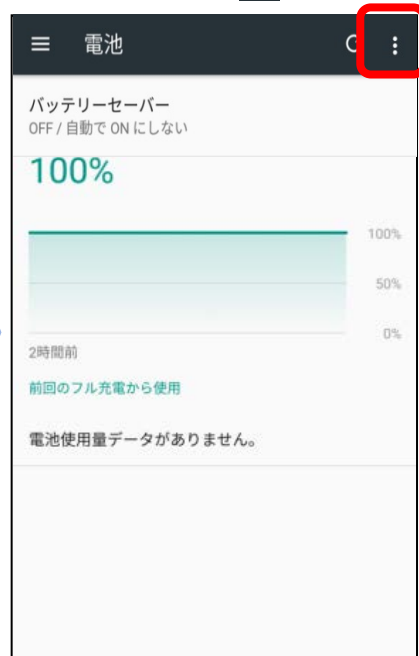 電池
バッテリーセーバー
OFF / 自動で ON にしない
100%
100%
50%
0%
2時間前
前回のフル充電から使用
電池使用量データがありません。